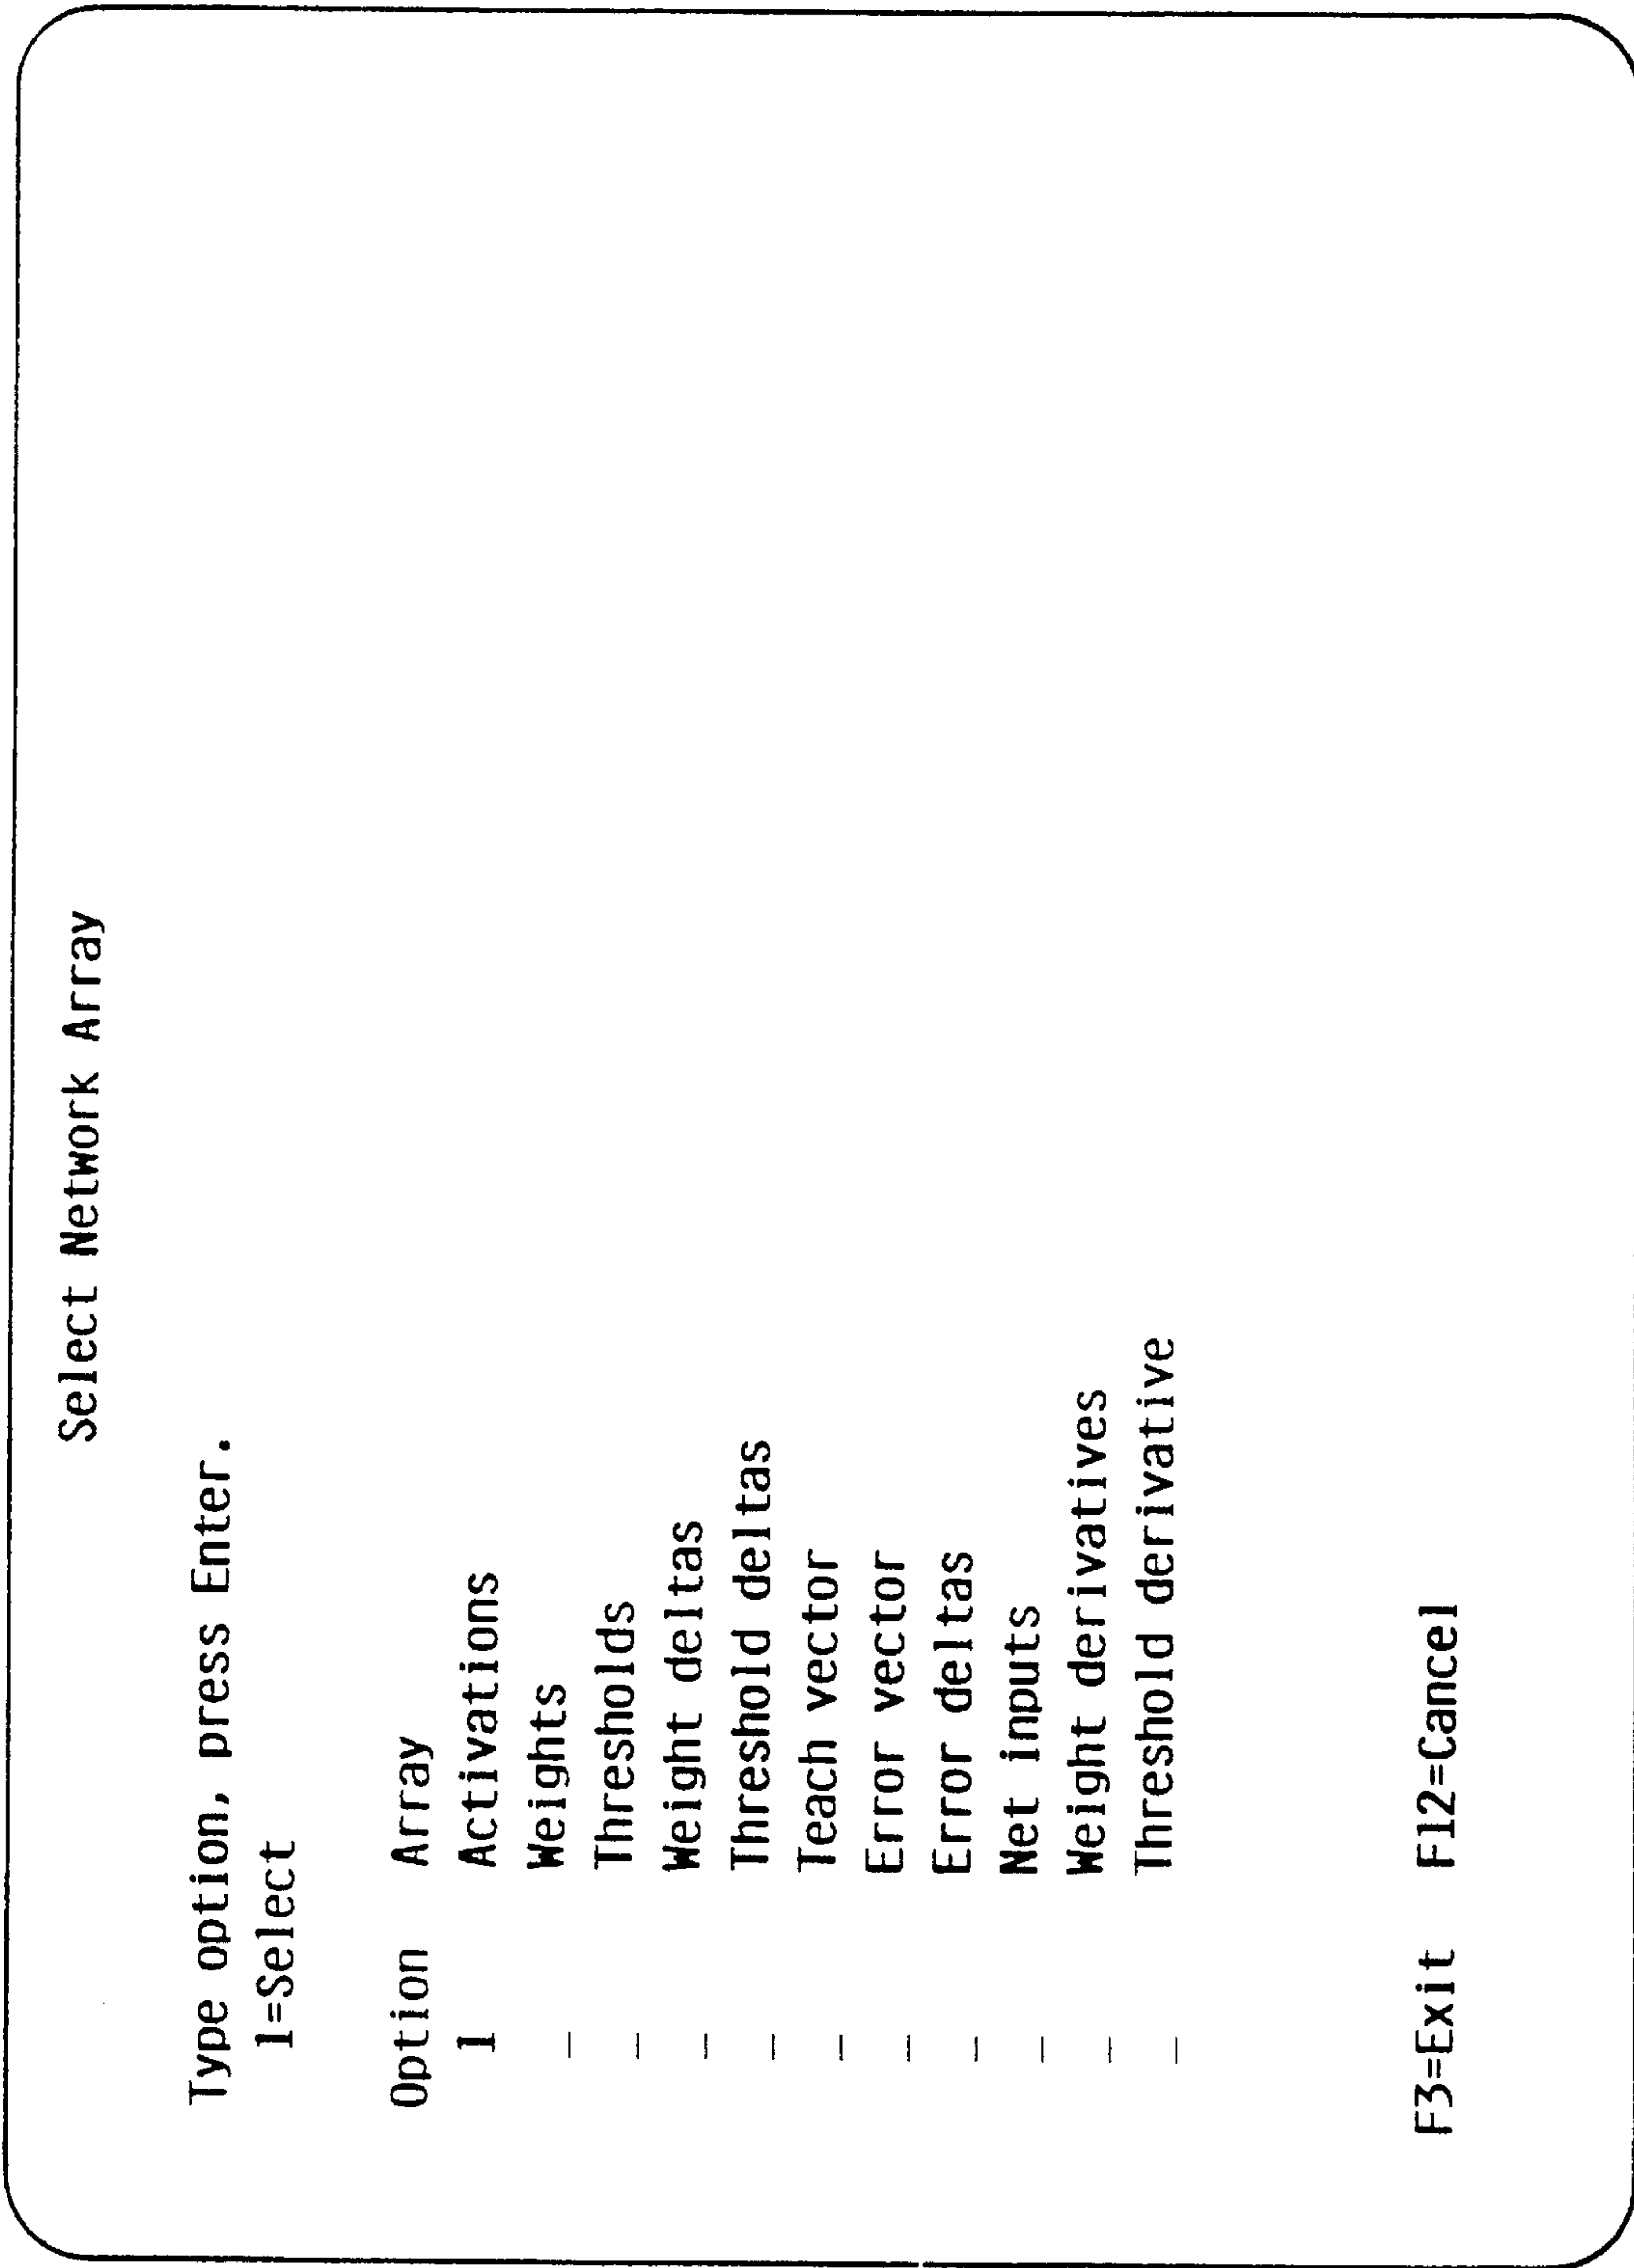 Select Network Array
Type option, press Enter.
1=Select
Option Array
1 Activations
_ Weights
_ Thresholds
_ Weight deltas
_ Threshold deltas
_ Teach vector
_ Error vector
_ Error deltas
_ Net inputs
_ Weight derivatives
_ Threshold derivative
F3=Exit F12=Cancel